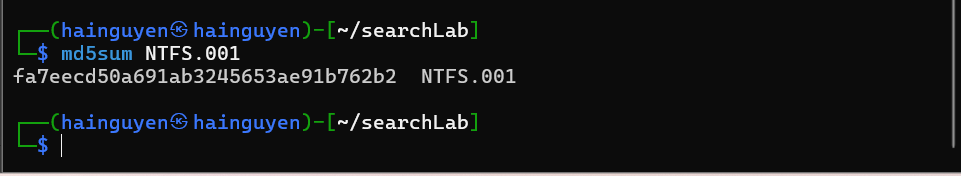 ┌──(hainguyen㉿hainguyen)-[~/searchLab]
└─$ md5sum NTFS.001
fa7eecd50a691ab3245653ae91b762b2  NTFS.001
┌──(hainguyen㉿hainguyen)-[~/searchLab]
└─$